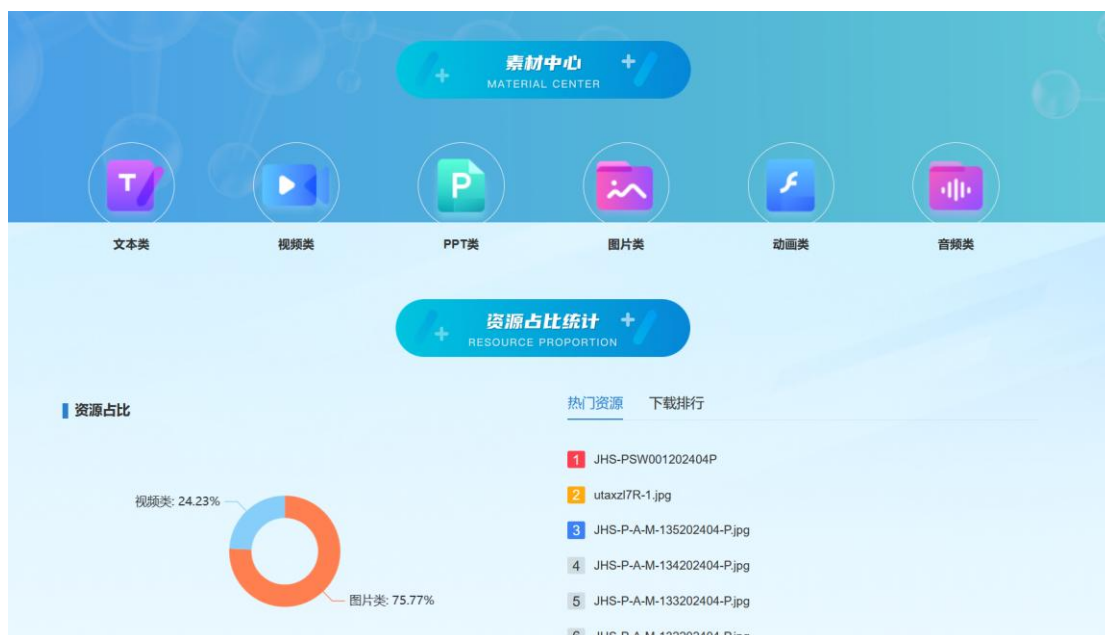 素材中心
MATERIAL CENTER
T
P
文本类
视频类
PPT类
图片类
动画类
音频类
资源占比统计
RESOURCE PROPORTION
资源占比
热门资源 下载排行
1 JHS-PSW001202404P
2 utaxzl7R-1.jpg
3 JHS-P-A-M-135202404-P.jpg
4 JHS-P-A-M-134202404-P.jpg
5 JHS-P-A-M-133202404-P.jpg
视频类: 24.23%
图片类: 75.77%